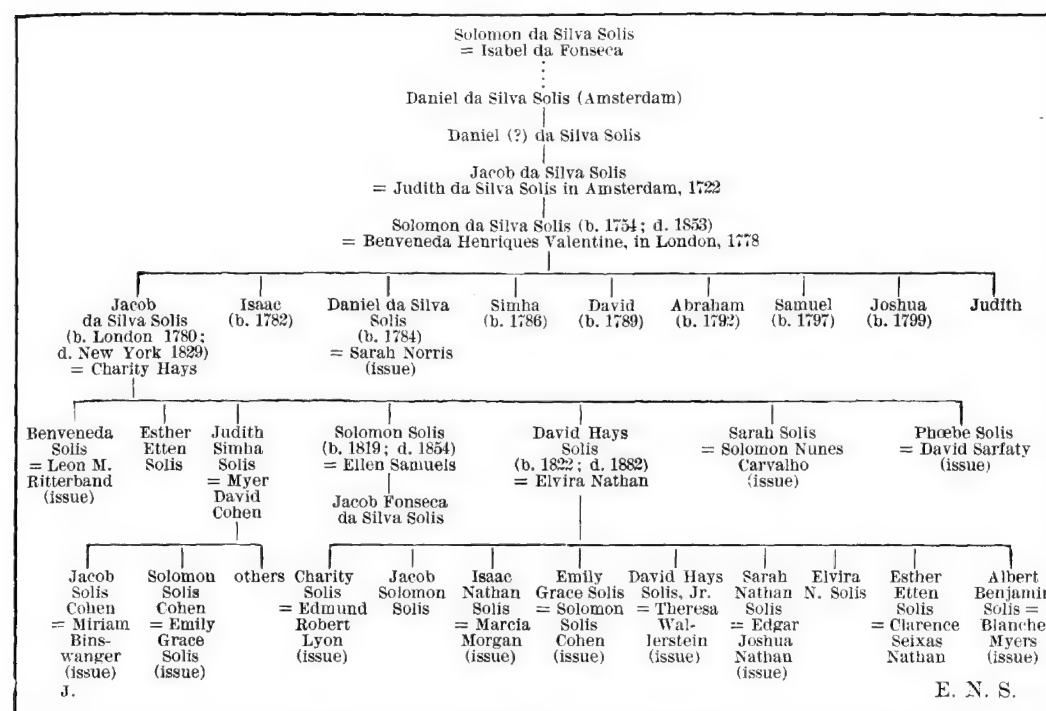 Solomon da Silva Solis
= Isabel da Fonseca
Daniel da Silva Solis (Amsterdam)
Daniel (?) da Silva Solis
Jacob da Silva Solis
= Judith da Silva Solis in Amsterdam, 1722
Solomon da Silva Solis (b. 1754; d. 1853)
= Benveneda Henriques Valentine, in London, 1778
Jacob
da Silva Solis
(b. London 1780;
d. New York 1829)
= Charity Hays
Isaac
(b. 1782)
Daniel da Silva
Solis
(b. 1784)
= Sarah Norris
(issue)
Simha
(b. 1786)
David
(b. 1789)
Abraham
(b. 1792)
Samuel
(b. 1797)
Joshua
(b. 1799)
Judith
Benveneda
Solis
= Leon M.
Ritterband
(issue)
Esther
Etten
Solis
Judith
Simha
Solis
= Myer
David
Cohen
Solomon Solis
(b. 1819; d. 1854)
= Ellen Samuels
Jacob Fonseca
da Silva Solis
David Hays
Solis
(b. 1822; d. 1882)
= Elvira Nathan
Sarah Solis
= Solomon Nunes
Carvalho
(issue)
Phœbe Solis
= David Sarfaty
(issue)
Jacob
Solis
Cohen
= Miriam
Bins-
wanger
(issue)
Solomon
Solis
Cohen
= Emily
Grace
Solis
(issue)
others
Charity
Solis
= Edmund
Robert
Lyon
(issue)
Jacob
Solomon
Solis
Isaac
Nathan
Solis
= Marcia
Morgan
(issue)
Emily
Grace Solis
= Solomon
Solis
Cohen
(issue)
David Hays
Solis, Jr.
= Theresa
Wal-
lerstein
(issue)
Sarah
Nathan
Solis
= Edgar
Joshua
Nathan
(issue)
Elvira
N. Solis
Esther
Etten
Solis
= Clarence
Seixas
Nathan
Albert
Benjamin
Solis =
Blanche
Myers
(issue)
J.
E. N. S.